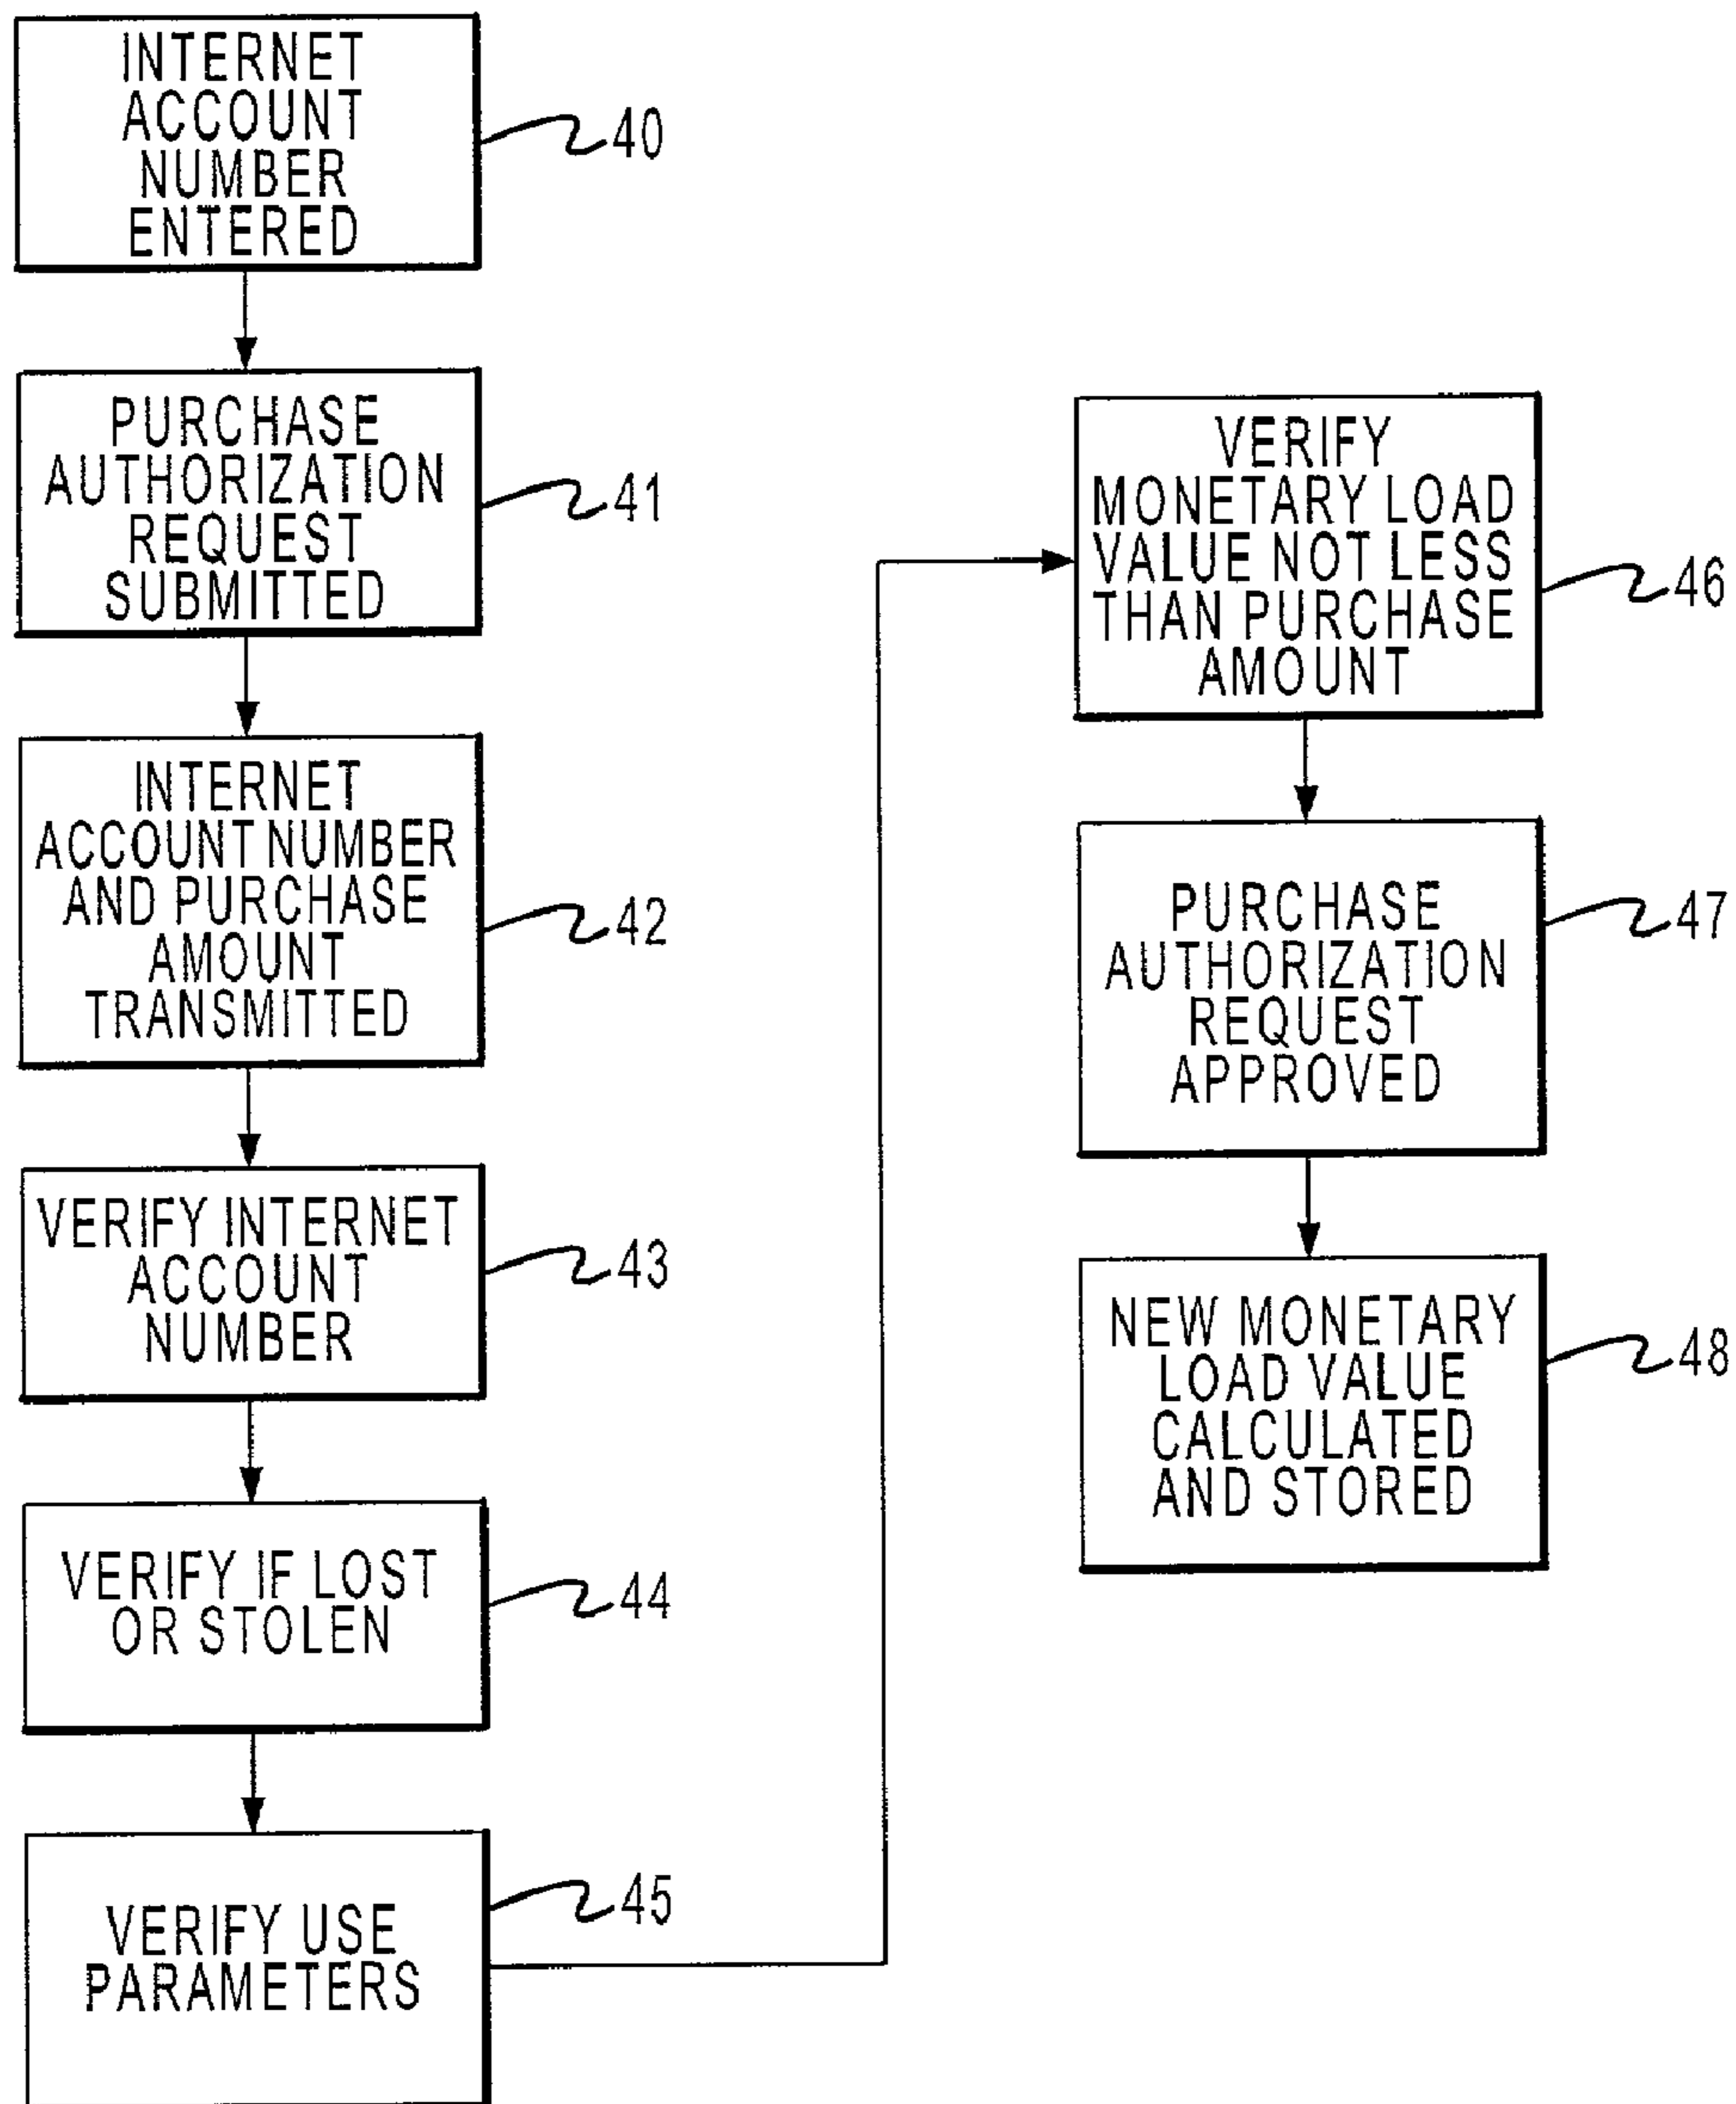 INTERNET
ACCOUNT
NUMBER
ENTERED
40
PURCHASE
AUTHORIZATION
REQUEST
SUBMITTED
41
INTERNET
ACCOUNT NUMBER
AND PURCHASE
AMOUNT
TRANSMITTED
42
VERIFY INTERNET
ACCOUNT
NUMBER
43
VERIFY IF LOST
OR STOLEN
44
VERIFY USE
PARAMETERS
45
VERIFY
MONETARY LOAD
VALUE NOT LESS
THAN PURCHASE
AMOUNT
46
PURCHASE
AUTHORIZATION
REQUEST
APPROVED
47
NEW MONETARY
LOAD VALUE
CALCULATED
AND STORED
48